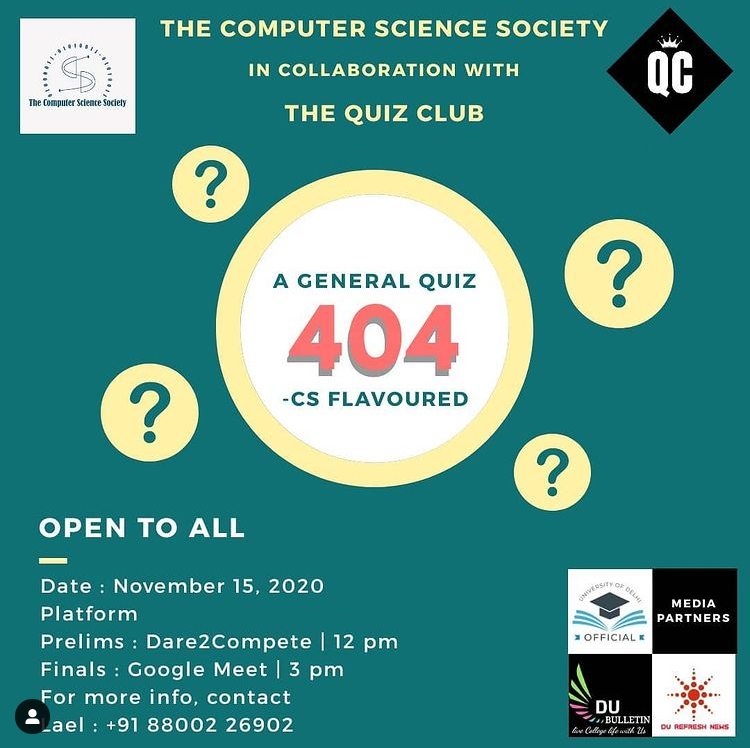 THE COMPUTER SCIENCE SOCIETY
IN COLLABORATION WITH
THE QUIZ CLUB
The Computer Science Society
QC
?
?
A GENERAL QUIZ
404
-CS FLAVOURED
?
?
OPEN TO ALL
Date : November 15, 2020
Platform
Prelims : Dare2Compete | 12 pm
Finals : Google Meet | 3 pm
For more info, contact
ael : +91 88002 26902
UNIVERSITY OF DELHI
OFFICIAL
MEDIA
PARTNERS
DU
BULLETIN
live College life with Us
DU REFRESH NEWS